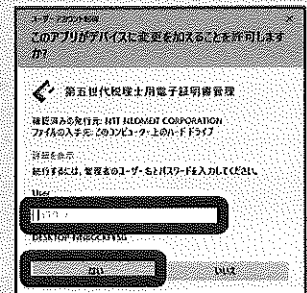 ユーザー アカウント制御
×
このアプリがデバイスに変更を加えることを許可します
か?
第五世代税理士用電子証明書管理
確認済みの発行元: NTT NEOMEIT CORPORATION
ファイルの入手元: このコンピューター上のハード ドライブ
詳細を表示
続行するには、管理者のユーザー名とパスワードを入力してください。
User
はい
いいえ